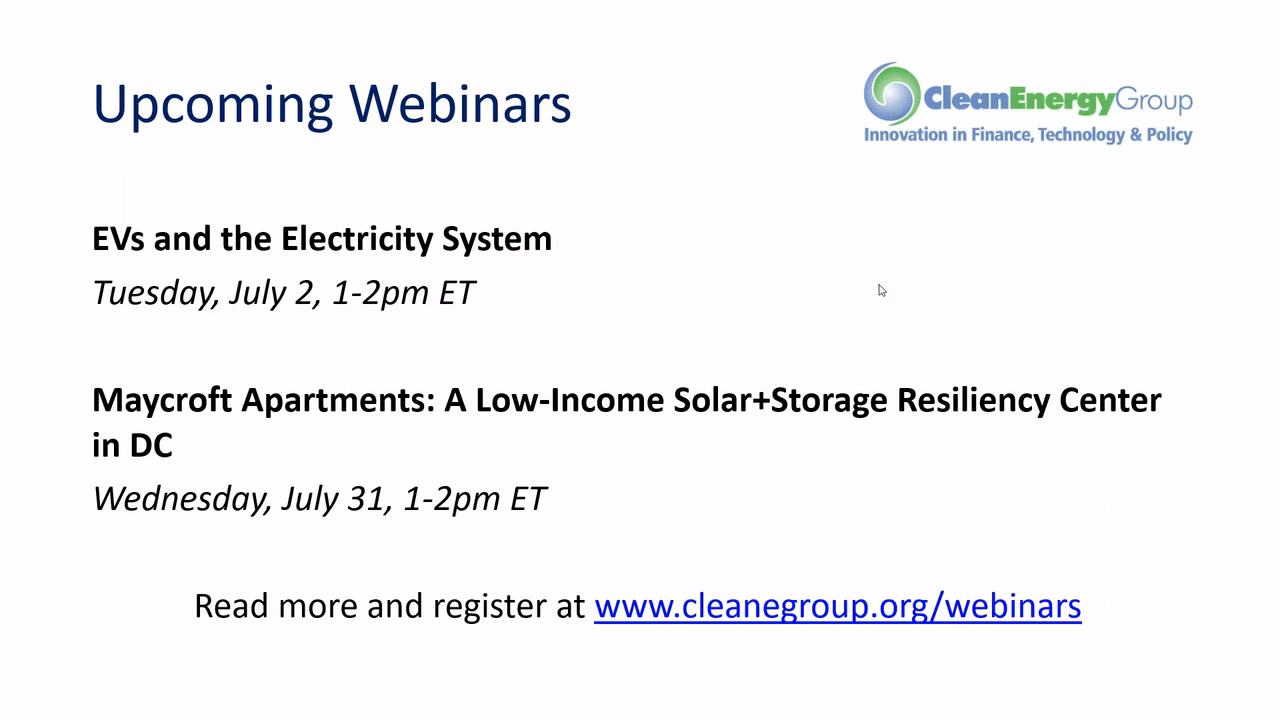 Upcoming Webinars
CleanEnergyGroup
Innovation in Finance, Technology & Policy
EVs and the Electricity System
Tuesday, July 2, 1-2pm ET
Maycroft Apartments: A Low-Income Solar+Storage Resiliency Center
in DC
Wednesday, July 31, 1-2pm ET
Read more and register at www.cleanegroup.org/webinars